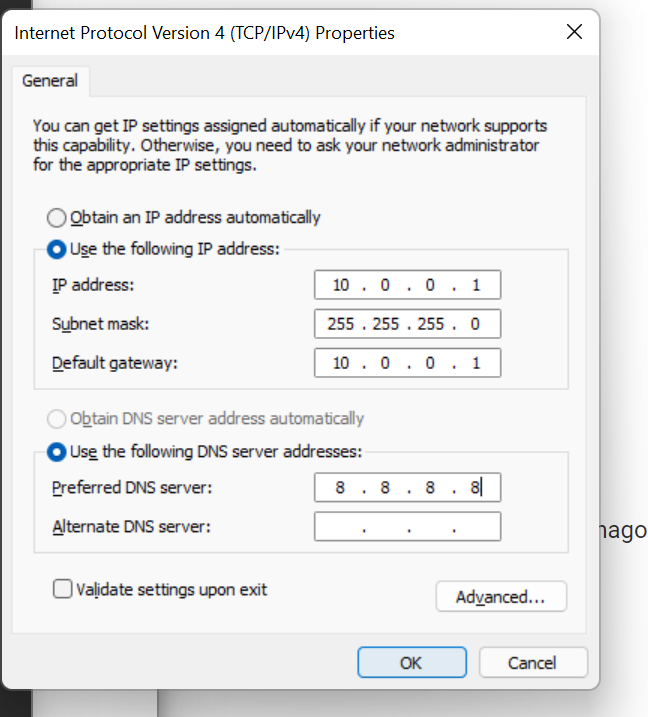 Internet Protocol Version 4 (TCP/IPv4) Properties
General
You can get IP settings assigned automatically if your network supports
this capability. Otherwise, you need to ask your network administrator
for the appropriate IP settings.
Obtain an IP address automatically
Use the following IP address:
IP address: 10 . 0 . 0 . 1
Subnet mask: 255 . 255 . 255 . 0
Default gateway: 10 . 0 . 0 . 1
Obtain DNS server address automatically
Use the following DNS server addresses:
Preferred DNS server: 8 . 8 . 8 . 8
Alternate DNS server: . . .
nago
Validate settings upon exit
Advanced...
OK Cancel